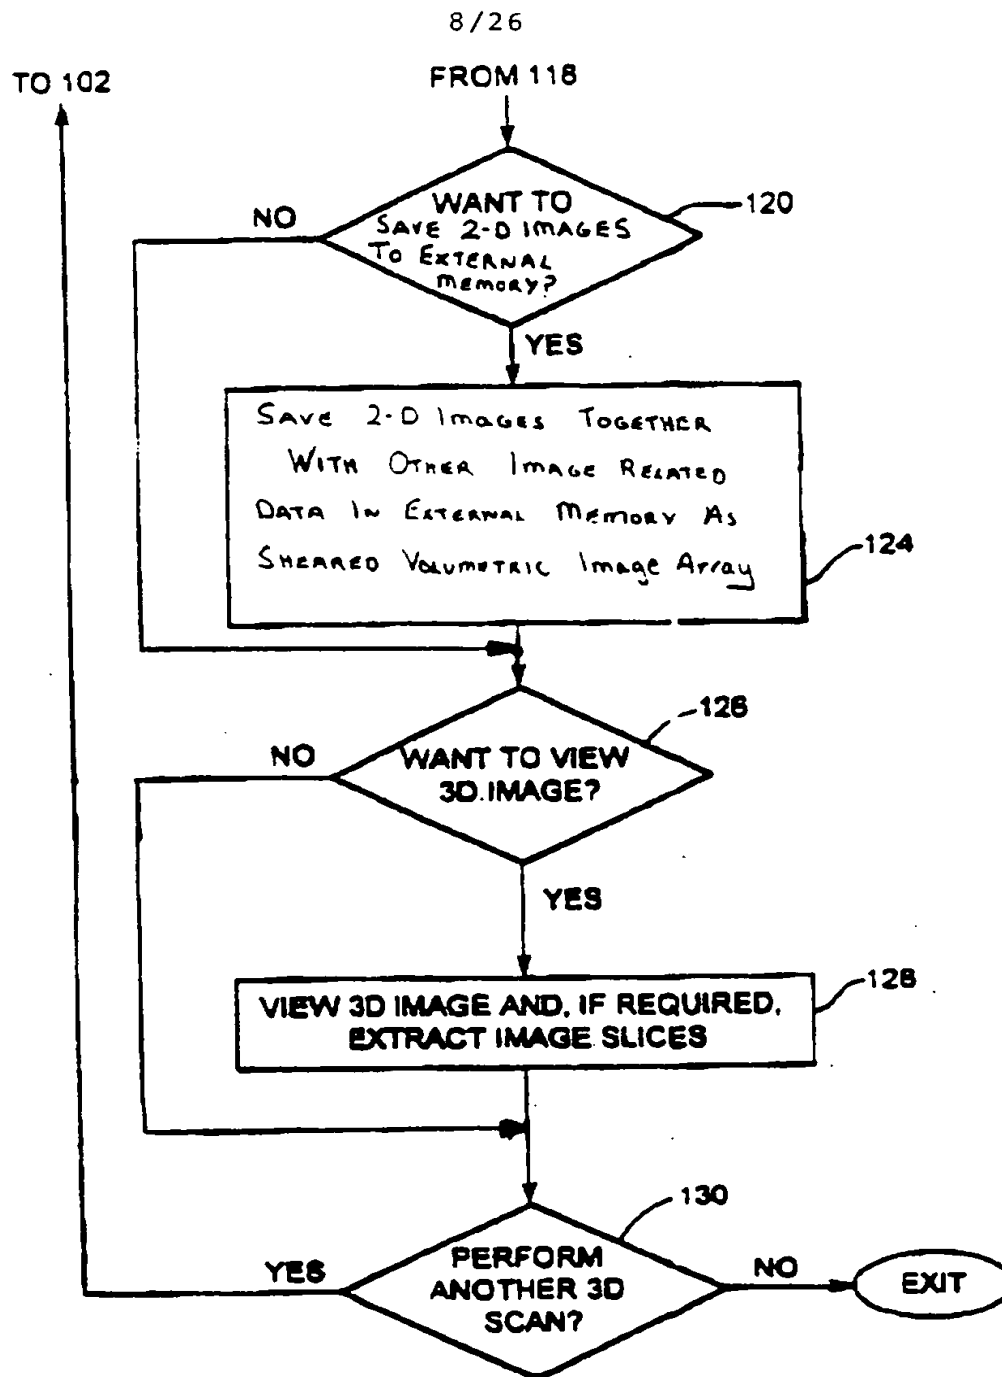 8/26
TO 102
FROM 118
WANT TO
SAVE 2-D IMAGES
TO EXTERNAL
MEMORY?
120
NO
YES
SAVE 2-D IMAGES TOGETHER
WITH OTHER IMAGE RELATED
DATA IN EXTERNAL MEMORY AS
SHEARED VOLUMETRIC IMAGE ARRAY
124
126
WANT TO VIEW
3D IMAGE?
NO
YES
128
VIEW 3D IMAGE AND, IF REQUIRED,
EXTRACT IMAGE SLICES
130
PERFORM
ANOTHER 3D
SCAN?
YES
NO
EXIT